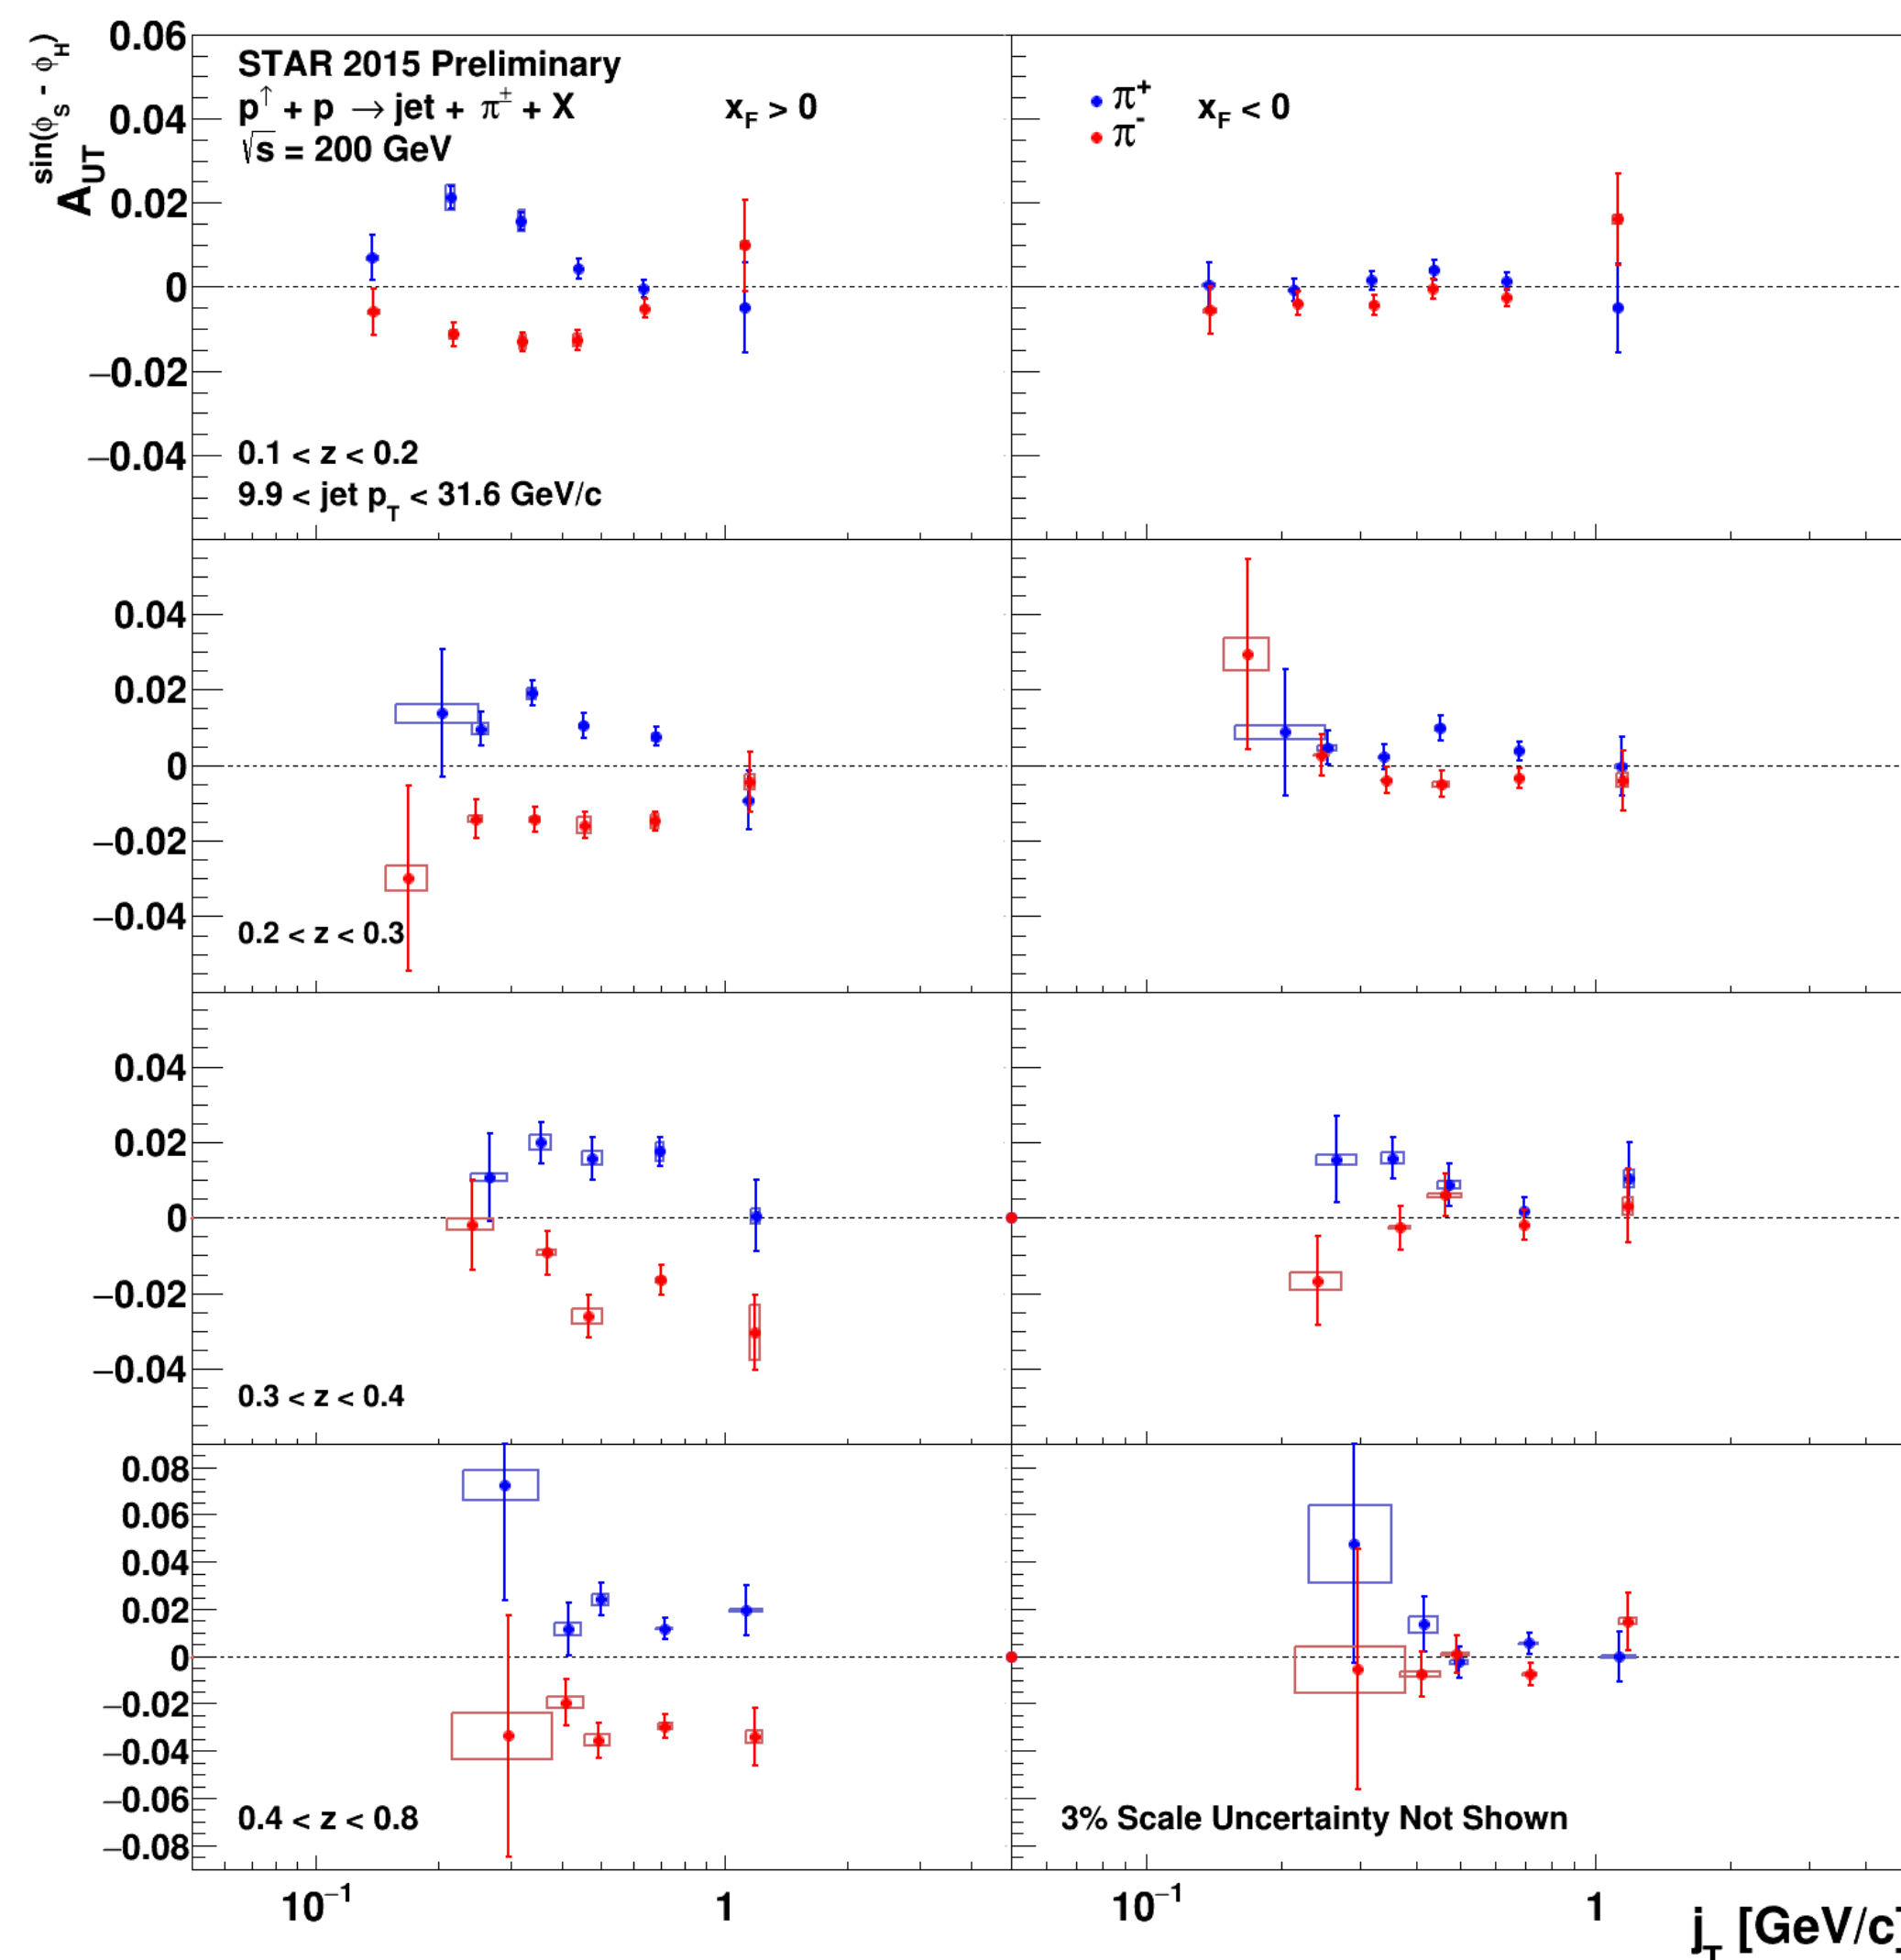 A_UT^sin(ϕ_S - ϕ_H)
STAR 2015 Preliminary
p^↑ + p → jet + π^± + X
√s = 200 GeV
x_F > 0
π^+
π^-
x_F < 0
0.06
0.04
0.02
0
−0.02
−0.04
0.1 < z < 0.2
9.9 < jet p_T < 31.6 GeV/c
0.04
0.02
0
−0.02
−0.04
0.2 < z < 0.3
0.04
0.02
0
−0.02
−0.04
0.3 < z < 0.4
0.08
0.06
0.04
0.02
0
−0.02
−0.04
−0.06
−0.08
0.4 < z < 0.8
3% Scale Uncertainty Not Shown
10^−1 1 10^−1 1
j_T [GeV/c]